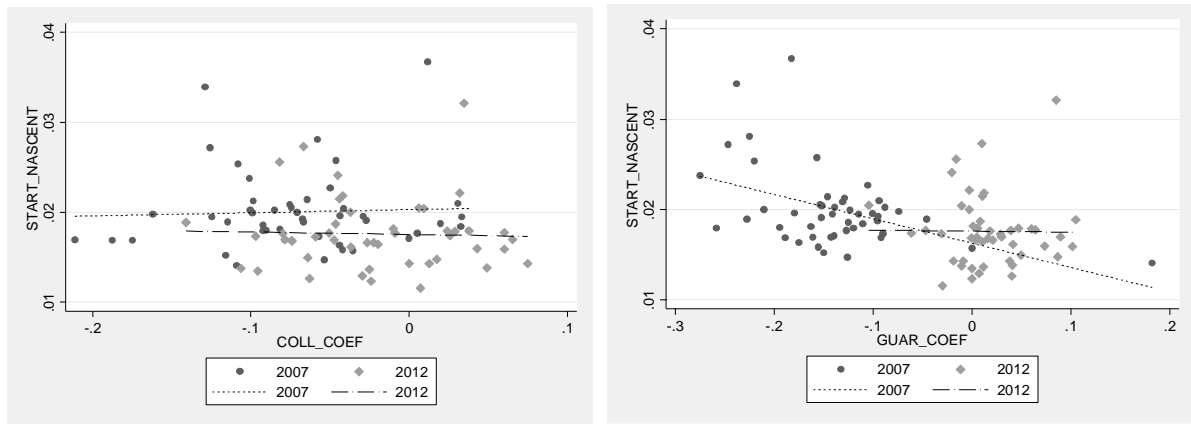 .04
.03
.02
.01
START_NASCENT
-.2 -.1 0 .1
COLL_COEF
2007 2012
2007 2012
.04
.03
.02
.01
START_NASCENT
-.3 -.2 -.1 0 .1 .2
GUAR_COEF
2007 2012
2007 2012